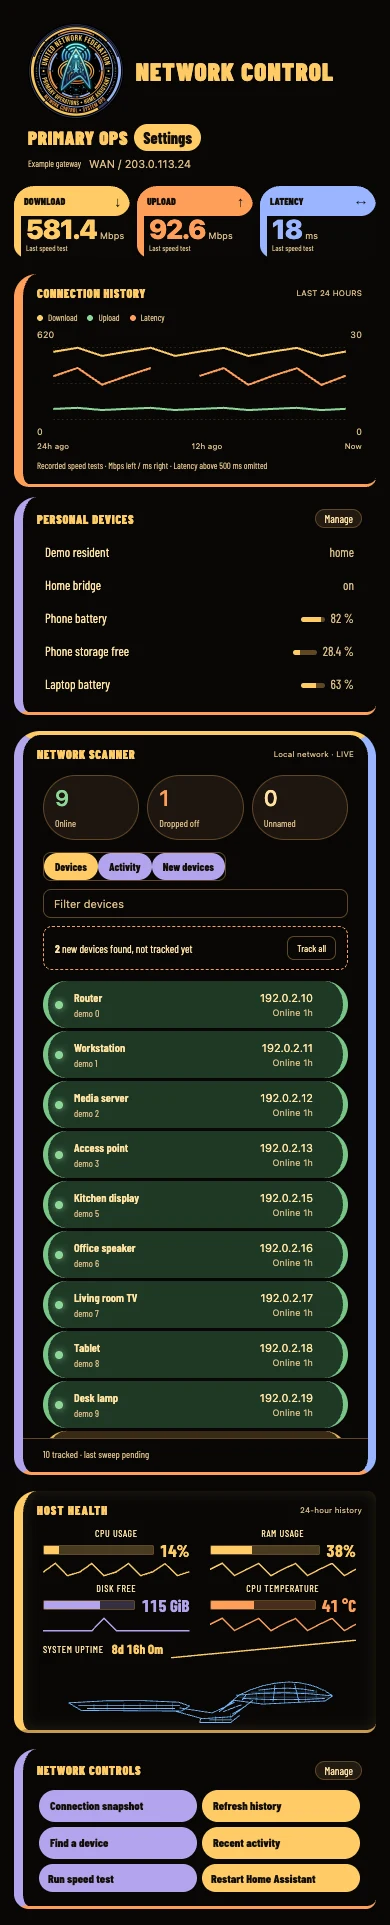 UNITED NETWORK FEDERATION
PRIMARY OPERATIONS • HOME ASSISTANT
NETWORK CONTROL
PRIMARY OPS
Settings
Example gateway WAN / 203.0.113.24
DOWNLOAD ↓
581.4 Mbps
Last speed test
UPLOAD ↑
92.6 Mbps
Last speed test
LATENCY ↔
18 ms
Last speed test
CONNECTION HISTORY
LAST 24 HOURS
Download Upload Latency
620 30
0 0
24h ago 12h ago Now
Recorded speed tests · Mbps left / ms right · Latency above 500 ms omitted
PERSONAL DEVICES
Manage
Demo resident home
Home bridge on
Phone battery 82 %
Phone storage free 28.4 %
Laptop battery 63 %
NETWORK SCANNER
Local network · LIVE
9
Online
1
Dropped off
0
Unnamed
Devices Activity New devices
Filter devices
2 new devices found, not tracked yet
Track all
Router 192.0.2.10
demo 0 Online 1h
Workstation 192.0.2.11
demo 1 Online 1h
Media server 192.0.2.12
demo 2 Online 1h
Access point 192.0.2.13
demo 3 Online 1h
Kitchen display 192.0.2.15
demo 5 Online 1h
Office speaker 192.0.2.16
demo 6 Online 1h
Living room TV 192.0.2.17
demo 7 Online 1h
Tablet 192.0.2.18
demo 8 Online 1h
Desk lamp 192.0.2.19
demo 9 Online 1h
10 tracked · last sweep pending
HOST HEALTH
24-hour history
CPU USAGE
14%
RAM USAGE
38%
DISK FREE
115 GiB
CPU TEMPERATURE
41 °C
SYSTEM UPTIME 8d 16h 0m
NETWORK CONTROLS
Manage
Connection snapshot
Refresh history
Find a device
Recent activity
Run speed test
Restart Home Assistant